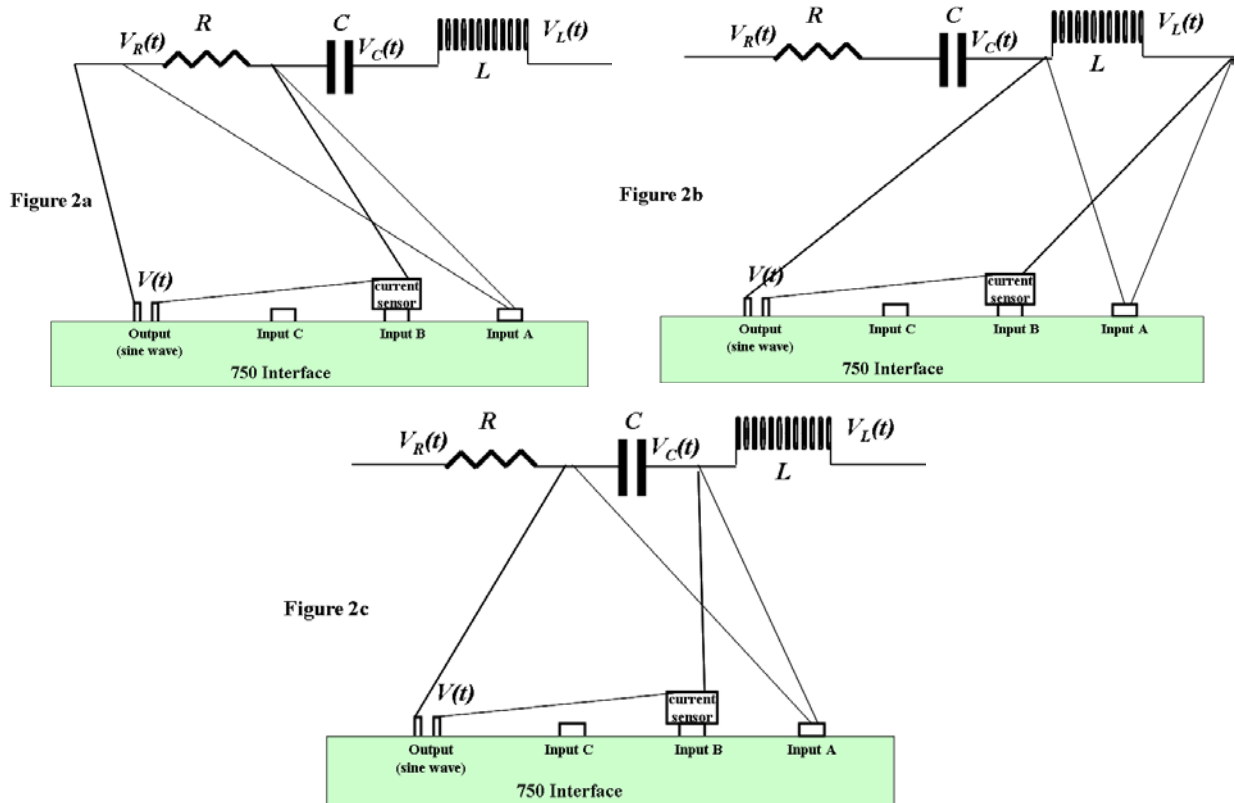 R
C
V_R(t)
V_C(t)
V_L(t)
L
Figure 2a
V(t)
current
sensor
Output
(sine wave)
Input C
Input B
Input A
750 Interface
R
C
V_R(t)
V_C(t)
V_L(t)
L
Figure 2b
V(t)
current
sensor
Output
(sine wave)
Input C
Input B
Input A
750 Interface
R
C
V_R(t)
V_C(t)
V_L(t)
L
Figure 2c
V(t)
current
sensor
Output
(sine wave)
Input C
Input B
Input A
750 Interface